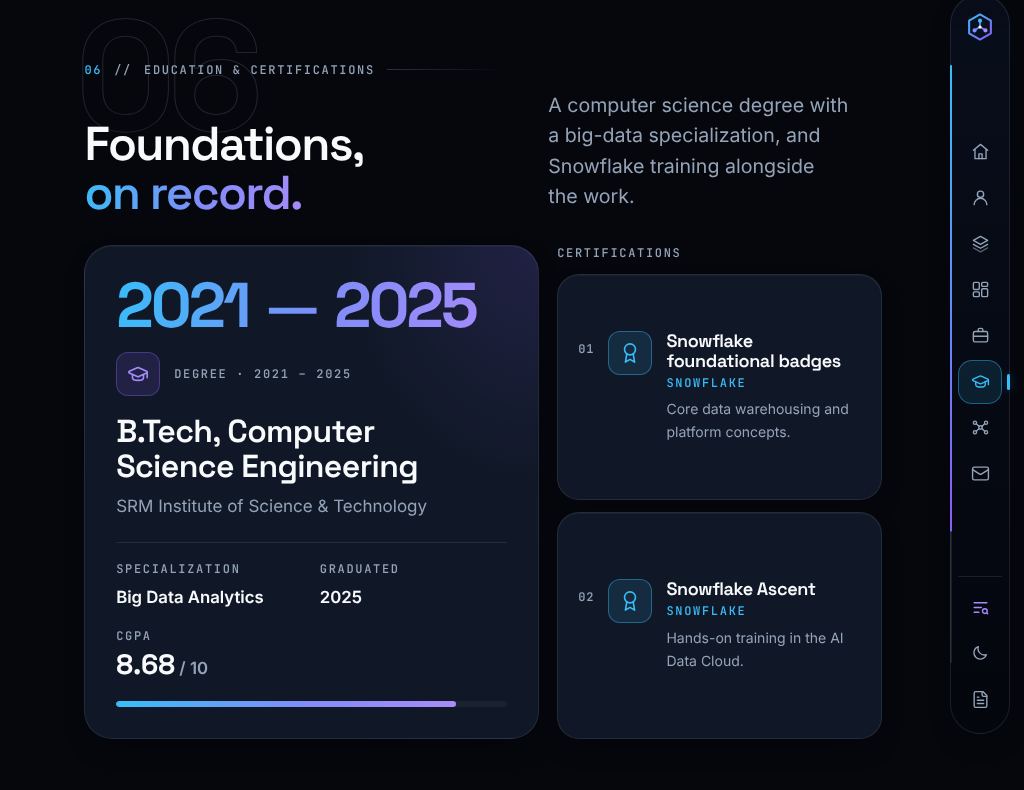 06
06 // EDUCATION & CERTIFICATIONS
Foundations,
on record.
A computer science degree with
a big-data specialization, and
Snowflake training alongside
the work.
2021 — 2025
DEGREE · 2021 – 2025
B.Tech, Computer
Science Engineering
SRM Institute of Science & Technology
SPECIALIZATION
Big Data Analytics
GRADUATED
2025
CGPA
8.68 / 10
CERTIFICATIONS
01
Snowflake
foundational badges
SNOWFLAKE
Core data warehousing and
platform concepts.
02
Snowflake Ascent
SNOWFLAKE
Hands-on training in the AI
Data Cloud.